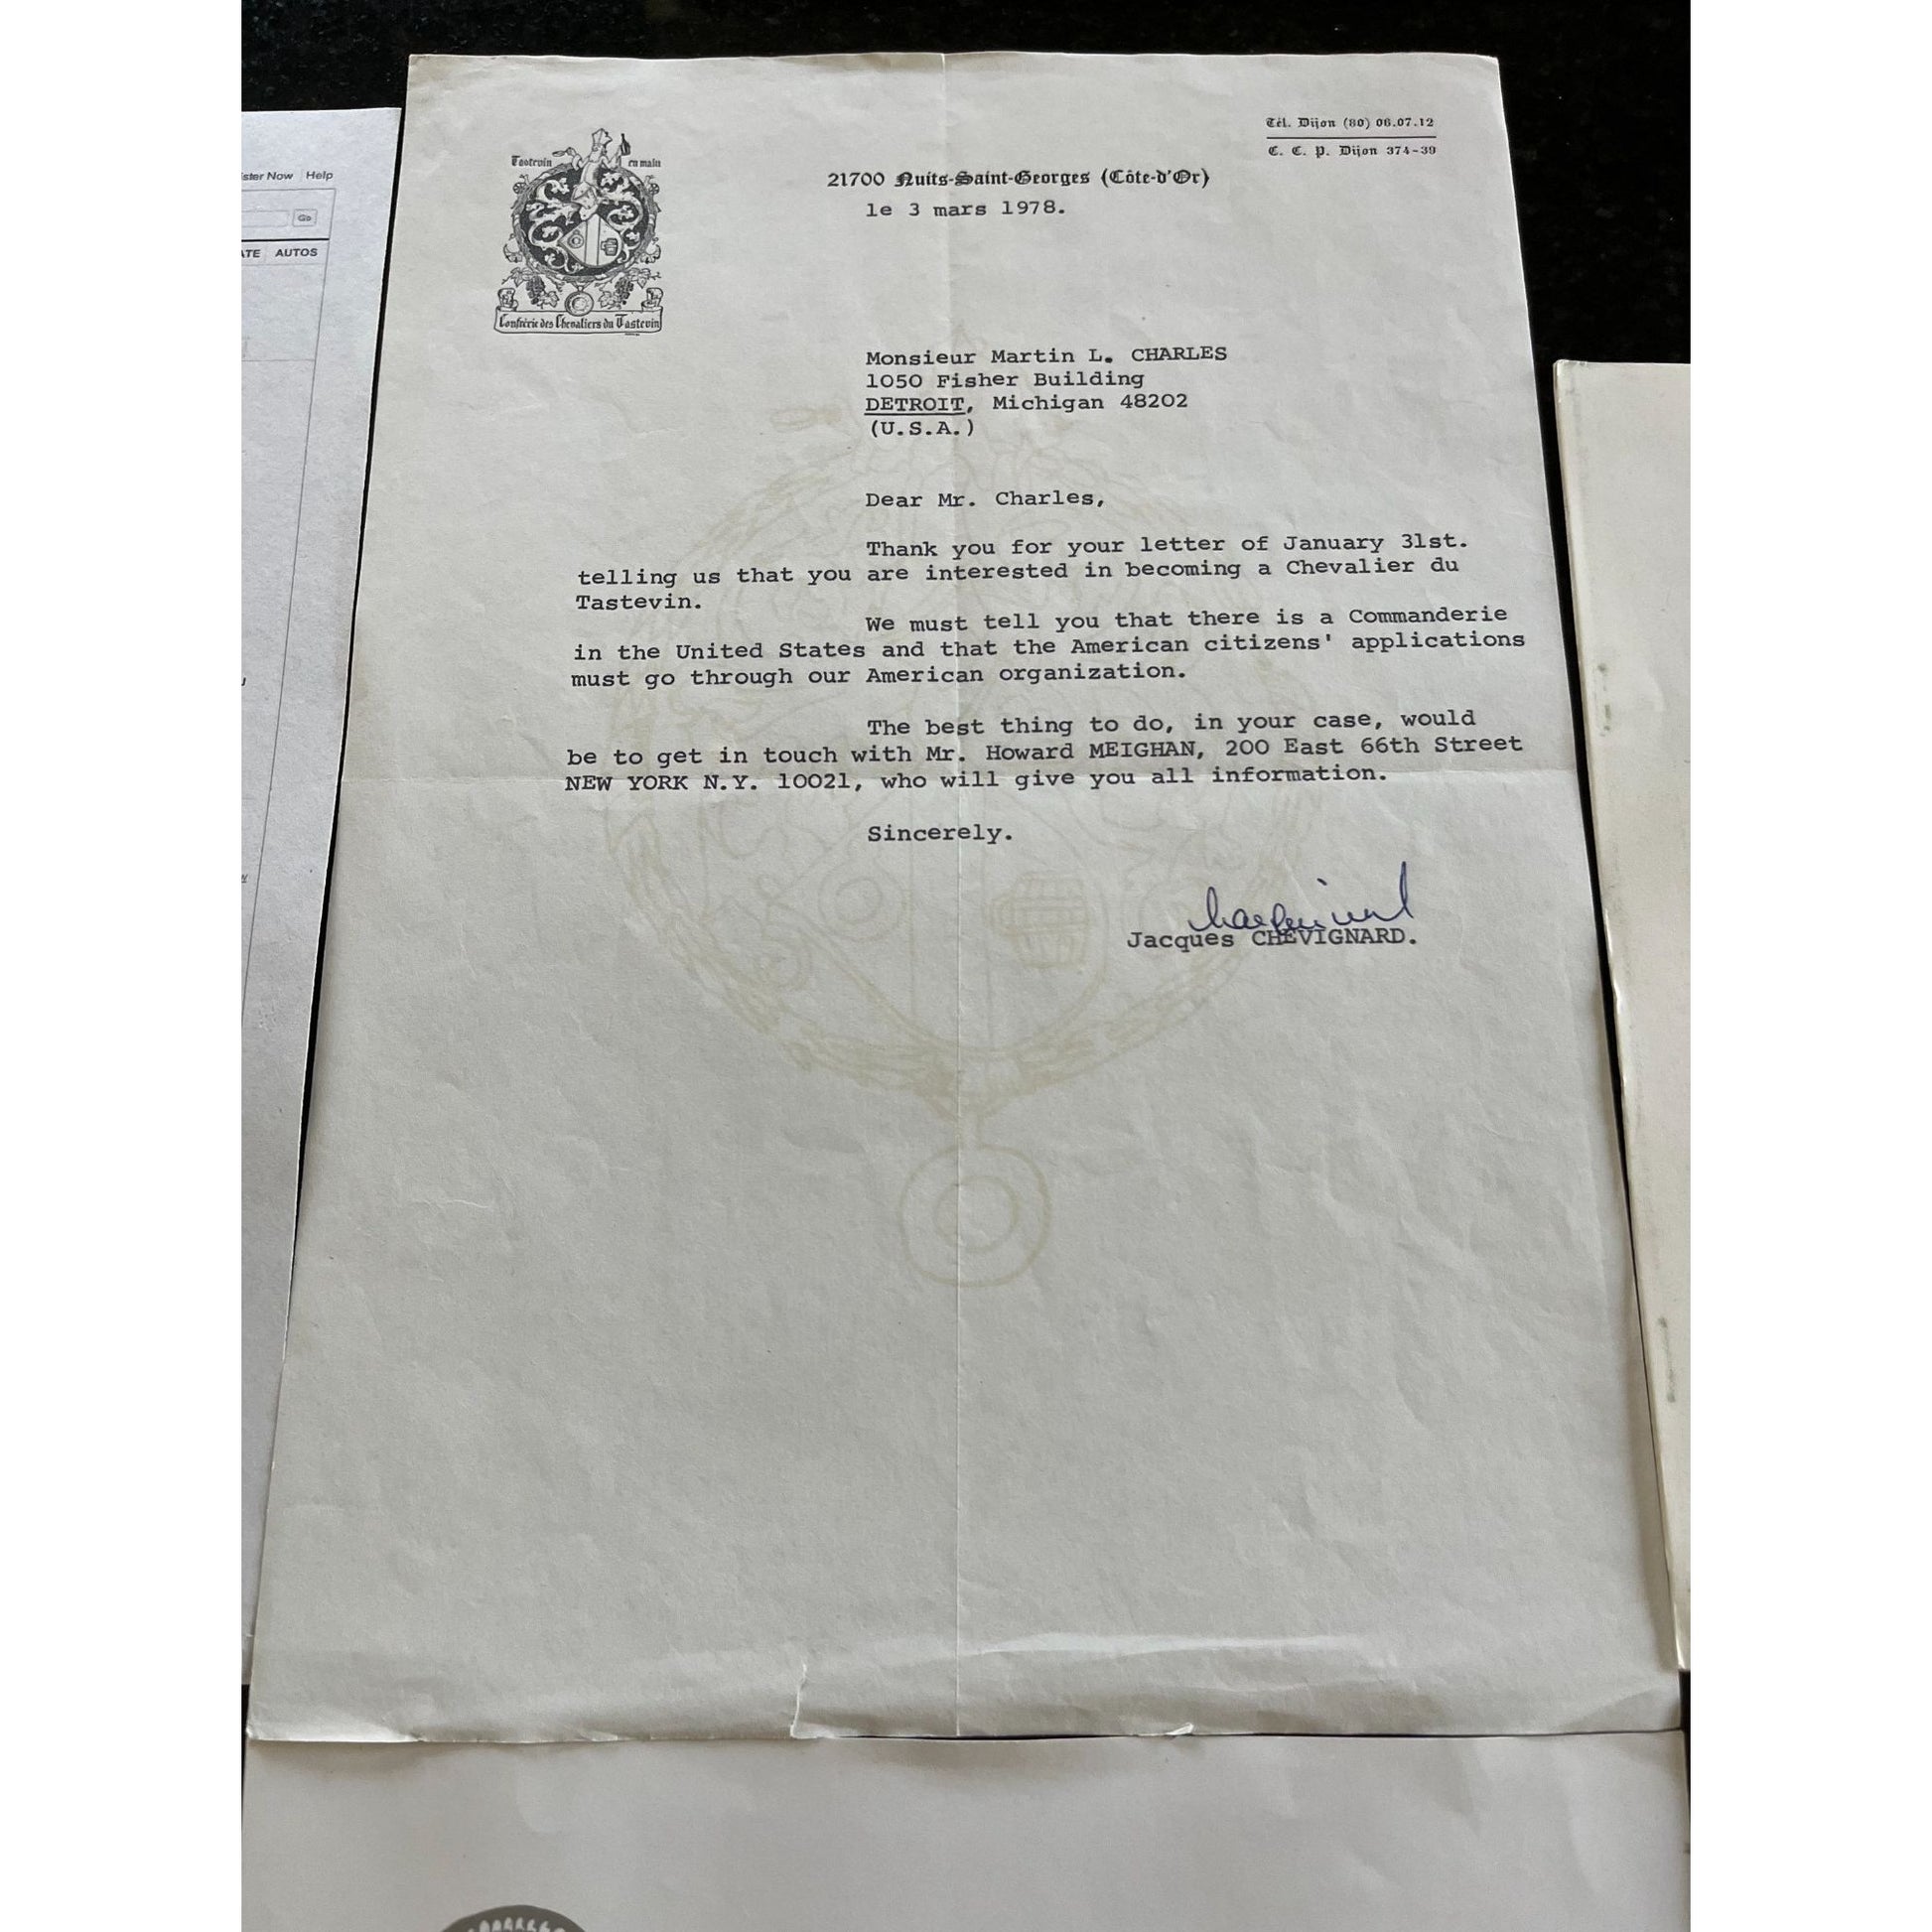 ister Now Help
Go
ATE AUTOS
Tastevin en main
Confrérie des Chevaliers du Tastevin
Tél. Dijon (80) 06.07.12
C. C. P. Dijon 374-39
21700 Nuits-Saint-Georges (Côte-d'Or)
le 3 mars 1978.
Monsieur Martin L. CHARLES
1050 Fisher Building
DETROIT, Michigan 48202
(U.S.A.)
Dear Mr. Charles,
Thank you for your letter of January 31st.
telling us that you are interested in becoming a Chevalier du
Tastevin.
We must tell you that there is a Commanderie
in the United States and that the American citizens' applications
must go through our American organization.
The best thing to do, in your case, would
be to get in touch with Mr. Howard MEIGHAN, 200 East 66th Street
NEW YORK N.Y. 10021, who will give you all information.
Sincerely.
Jacques CHEVIGNARD.